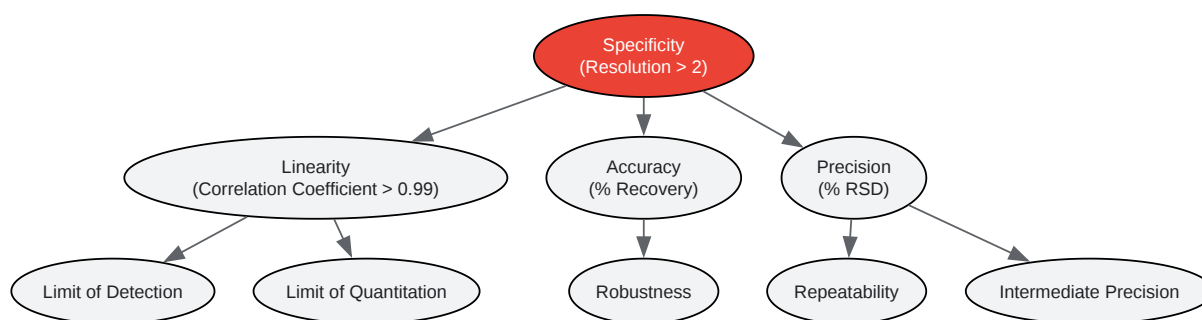 Specificity
(Resolution > 2)
Linearity
(Correlation Coefficient > 0.99)
Accuracy
(% Recovery)
Precision
(% RSD)
Limit of Detection
Limit of Quantitation
Robustness
Repeatability
Intermediate Precision